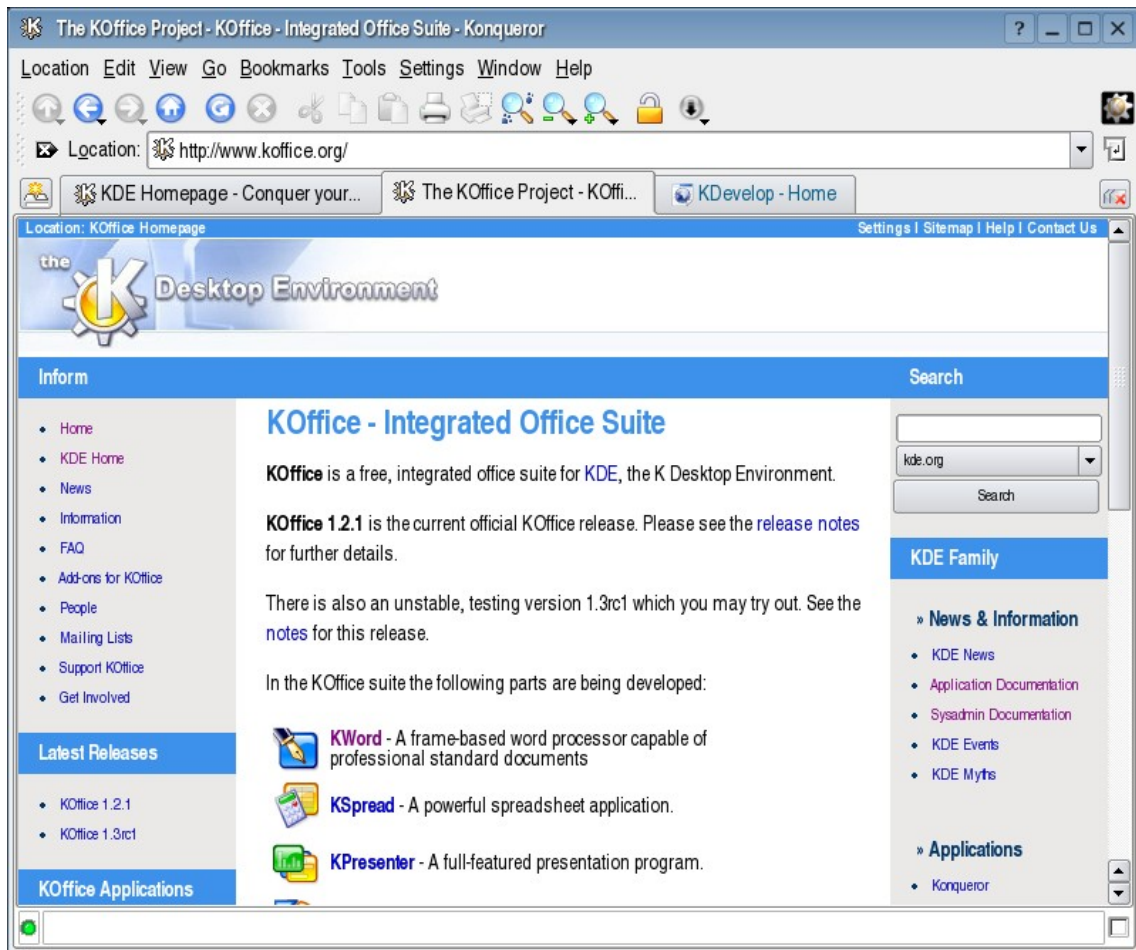 The KOffice Project - KOffice - Integrated Office Suite - Konqueror
Location Edit View Go Bookmarks Tools Settings Window Help
Location: http://www.koffice.org/
KDE Homepage - Conquer your...
The KOffice Project - KOffi...
KDevelop - Home
Location: KOffice Homepage
Settings | Sitemap | Help | Contact Us
the
K Desktop Environment
Inform
Home
KDE Home
News
Information
FAQ
Add-ons for KOffice
People
Mailing Lists
Support KOffice
Get Involved
Latest Releases
KOffice 1.2.1
KOffice 1.3rc1
KOffice Applications
KOffice - Integrated Office Suite
KOffice is a free, integrated office suite for KDE, the K Desktop Environment.
KOffice 1.2.1 is the current official KOffice release. Please see the release notes
for further details.
There is also an unstable, testing version 1.3rc1 which you may try out. See the
notes for this release.
In the KOffice suite the following parts are being developed:
KWord - A frame-based word processor capable of
professional standard documents
KSpread - A powerful spreadsheet application.
KPresenter - A full-featured presentation program.
Search
kde.org
Search
KDE Family
» News & Information
KDE News
Application Documentation
Sysadmin Documentation
KDE Events
KDE Myths
» Applications
Konqueror